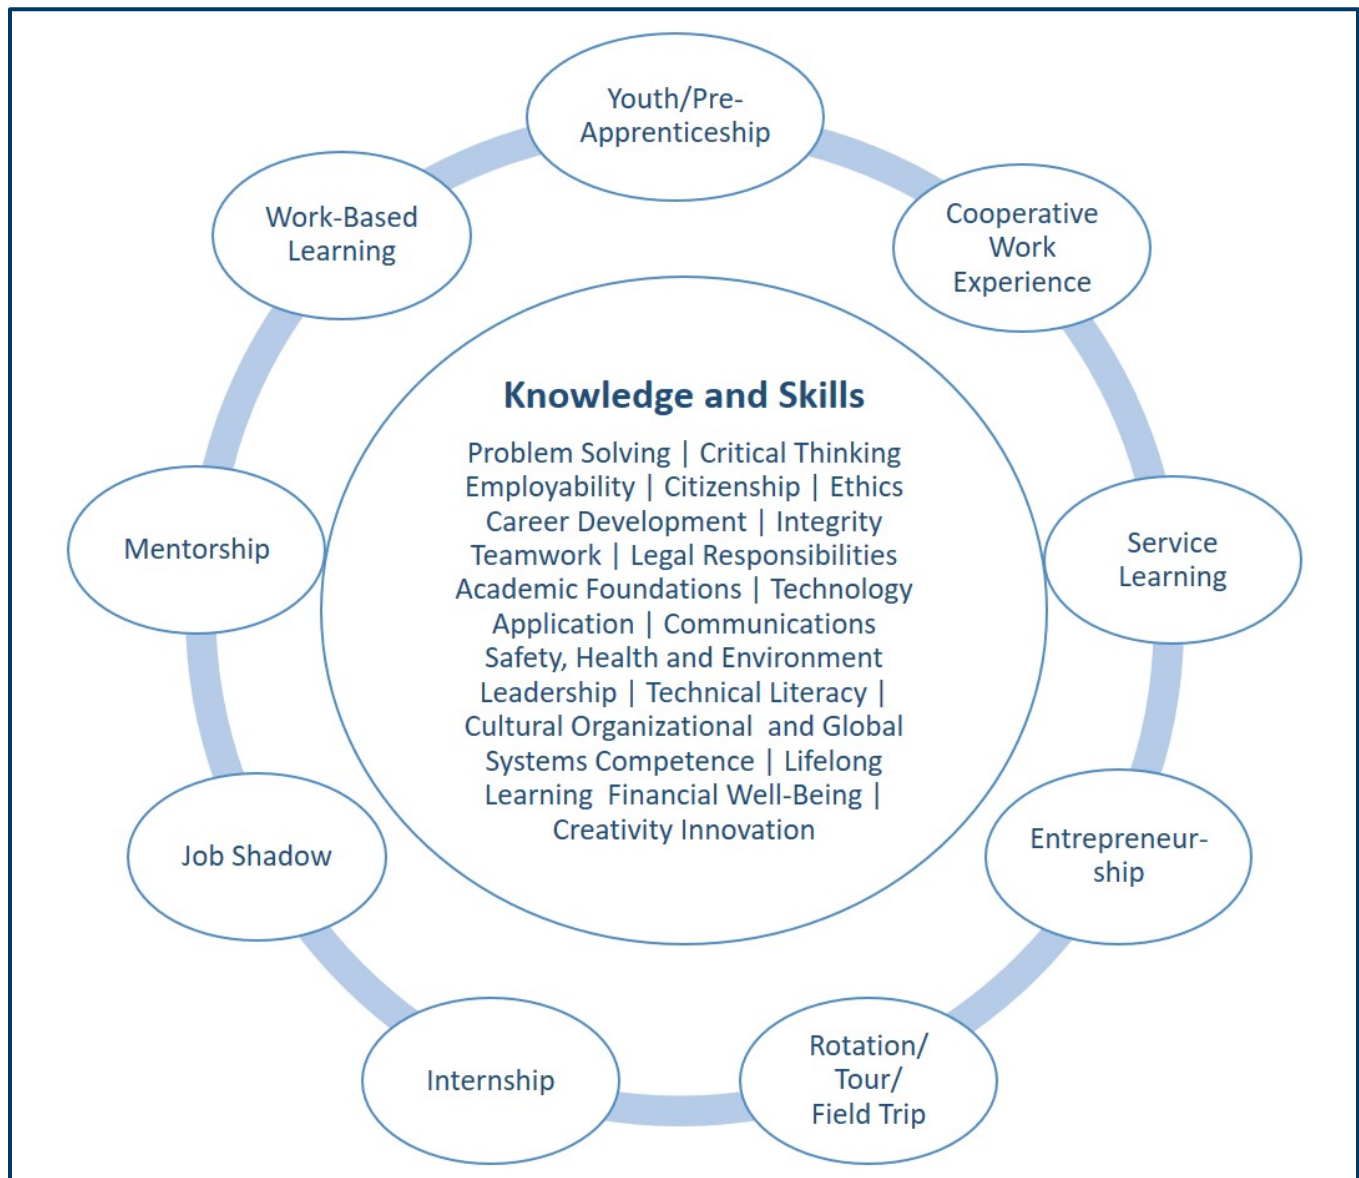 Youth/Pre-
Apprenticeship
Work-Based
Learning
Cooperative
Work
Experience
Knowledge and Skills
Problem Solving | Critical Thinking
Employability | Citizenship | Ethics
Career Development | Integrity
Teamwork | Legal Responsibilities
Academic Foundations | Technology
Application | Communications
Safety, Health and Environment
Leadership | Technical Literacy |
Cultural Organizational  and Global
Systems Competence | Lifelong
Learning  Financial Well-Being |
Creativity Innovation
Mentorship
Service
Learning
Job Shadow
Entrepreneur-
ship
Internship
Rotation/
Tour/
Field Trip